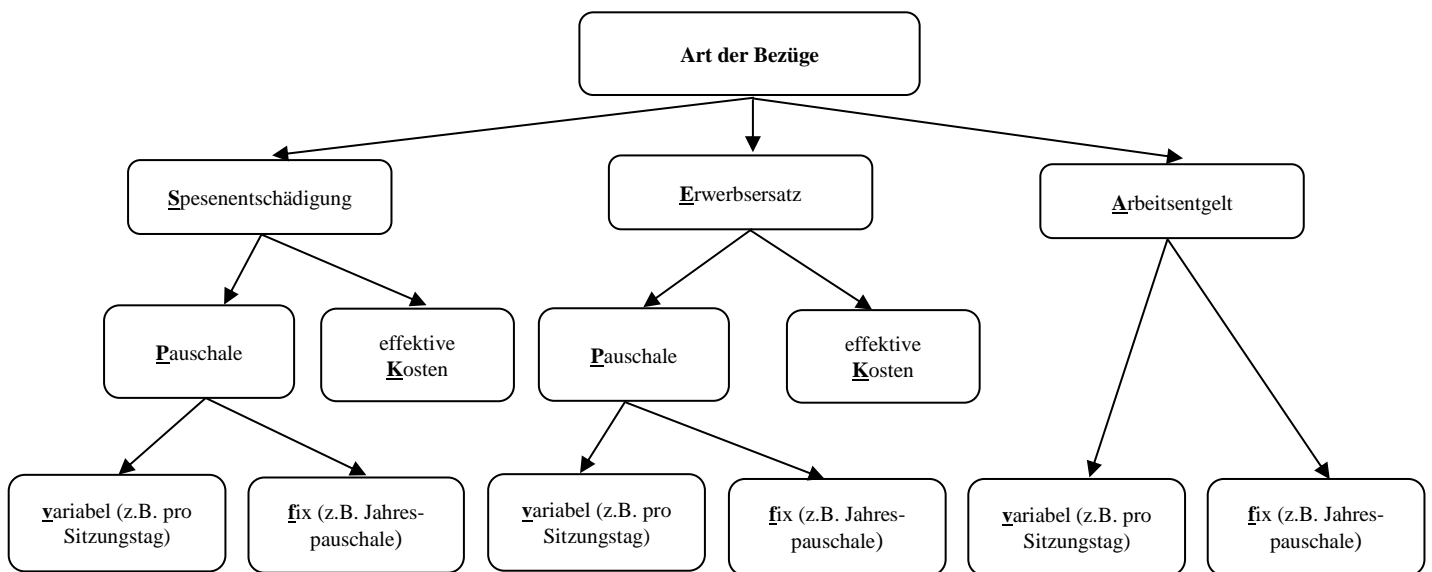 Art der Bezüge
Spesenentschädigung
Erwerbsersatz
Arbeitsentgelt
Pauschale
effektive
Kosten
Pauschale
effektive
Kosten
variabel (z.B. pro
Sitzungstag)
fix (z.B. Jahres-
pauschale)
variabel (z.B. pro
Sitzungstag)
fix (z.B. Jahres-
pauschale)
variabel (z.B. pro
Sitzungstag)
fix (z.B. Jahres-
pauschale)